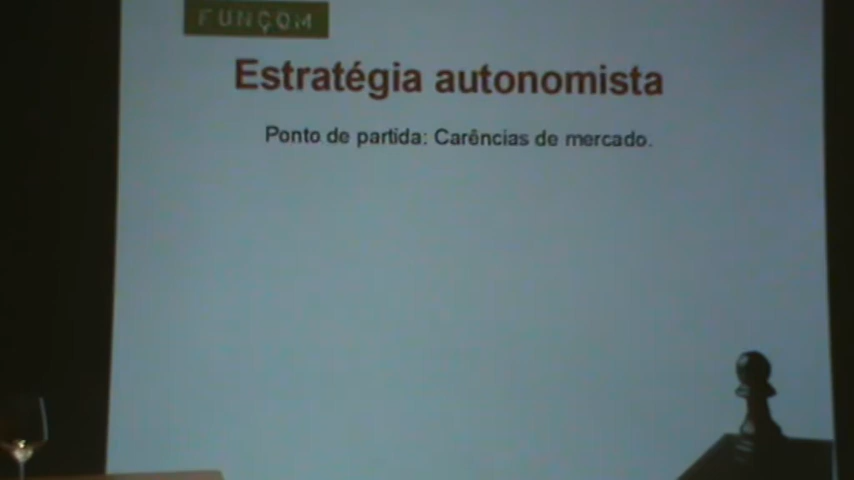 FUNÇOM
Estratégia autonomista
Ponto de partida: Carências de mercado.